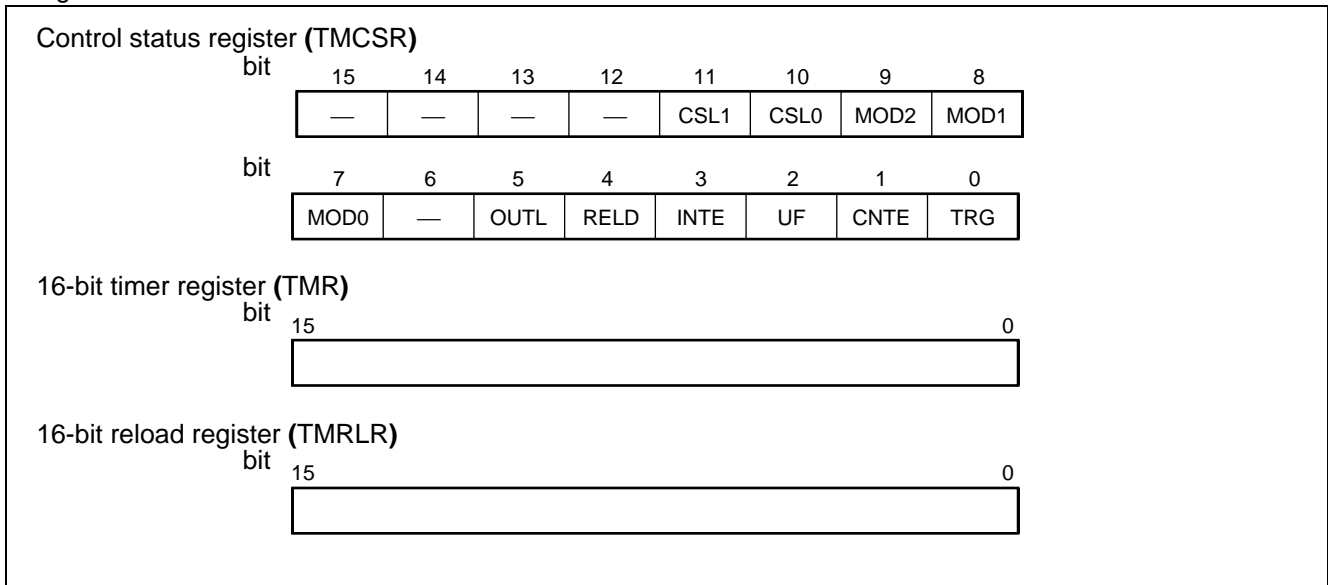 Control status register (TMCSR)
bit 15 14 13 12 11 10 9 8
— — — — CSL1 CSL0 MOD2 MOD1
bit 7 6 5 4 3 2 1 0
MOD0 — OUTL RELD INTE UF CNTE TRG
16-bit timer register (TMR)
bit 15 0
16-bit reload register (TMRLR)
bit 15 0